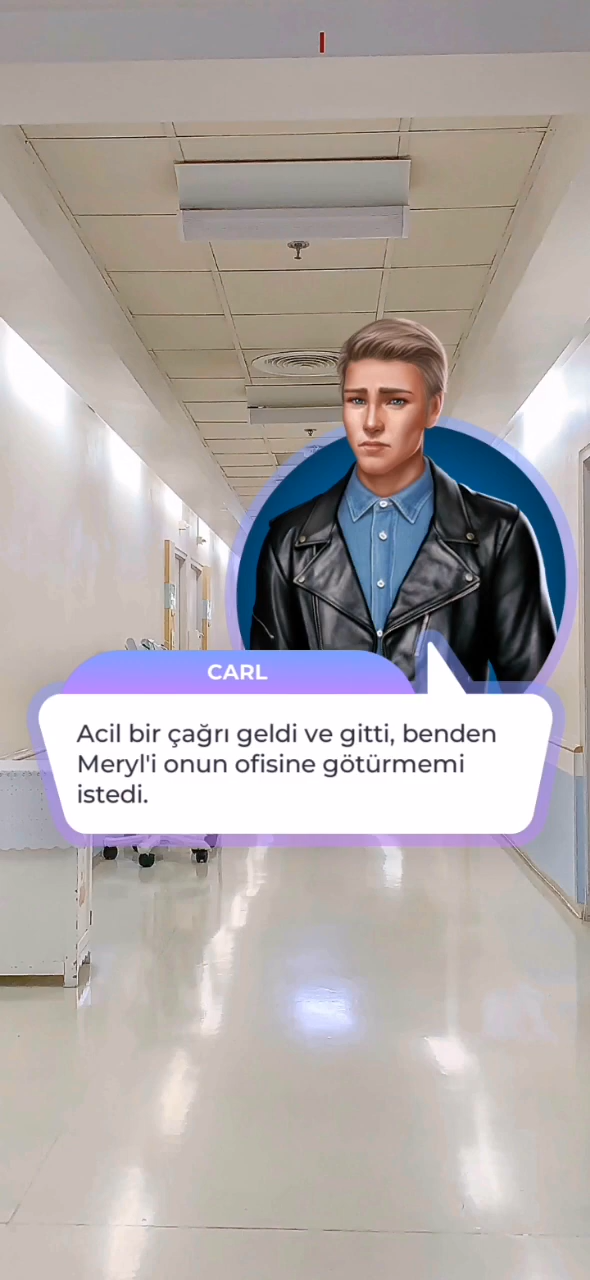 CARL
Acil bir çağrı geldi ve gitti, benden
Meryl'i onun ofisine götürmemi
istedi.